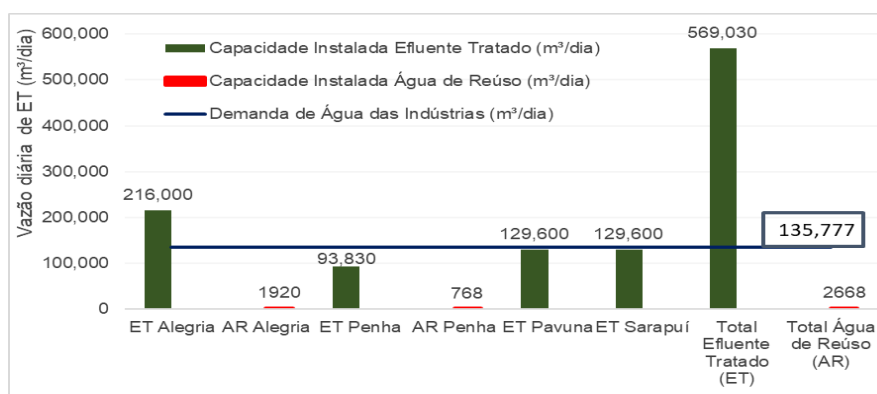 Vazão diária de ET (m³/dia)
600,000
500,000
400,000
300,000
200,000
100,000
0
Capacidade Instalada Efluente Tratado (m³/dia)
Capacidade Instalada Água de Reúso (m³/dia)
Demanda de Água das Indústrias (m³/dia)
216,000
1920
93,830
768
129,600
129,600
569,030
135,777
2668
ET Alegria
AR Alegria
ET Penha
AR Penha
ET Pavuna
ET Sarapuí
Total
Efluente
Tratado
(ET)
Total Água
de Reúso
(AR)